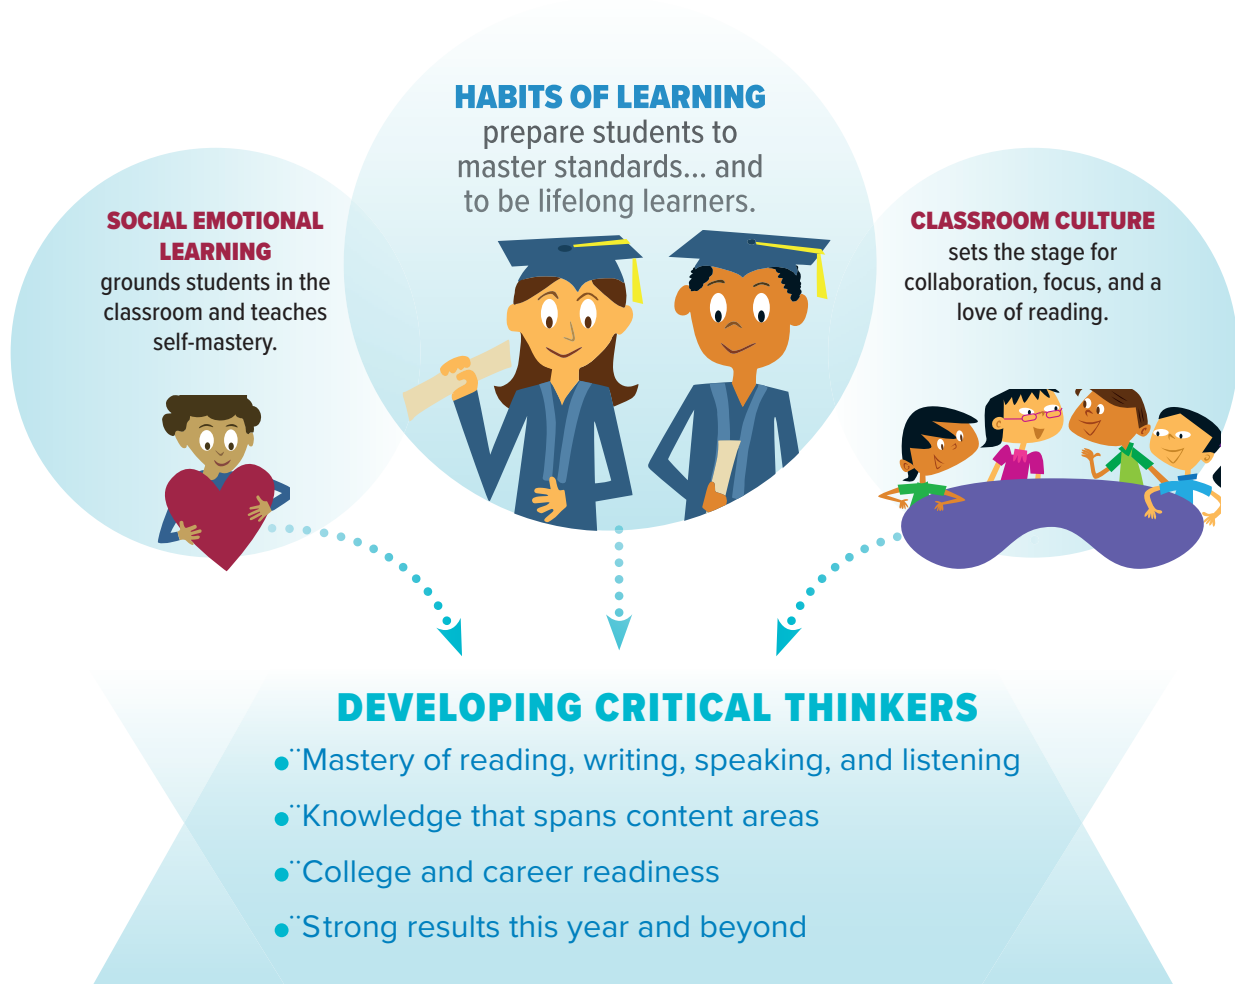 HABITS OF LEARNING
prepare students to
master standards... and
to be lifelong learners.
SOCIAL EMOTIONAL
LEARNING
grounds students in the
classroom and teaches
self-mastery.
CLASSROOM CULTURE
sets the stage for
collaboration, focus, and a
love of reading.
DEVELOPING CRITICAL THINKERS
● ¨Mastery of reading, writing, speaking, and listening
● ¨Knowledge that spans content areas
● ¨College and career readiness
● ¨Strong results this year and beyond